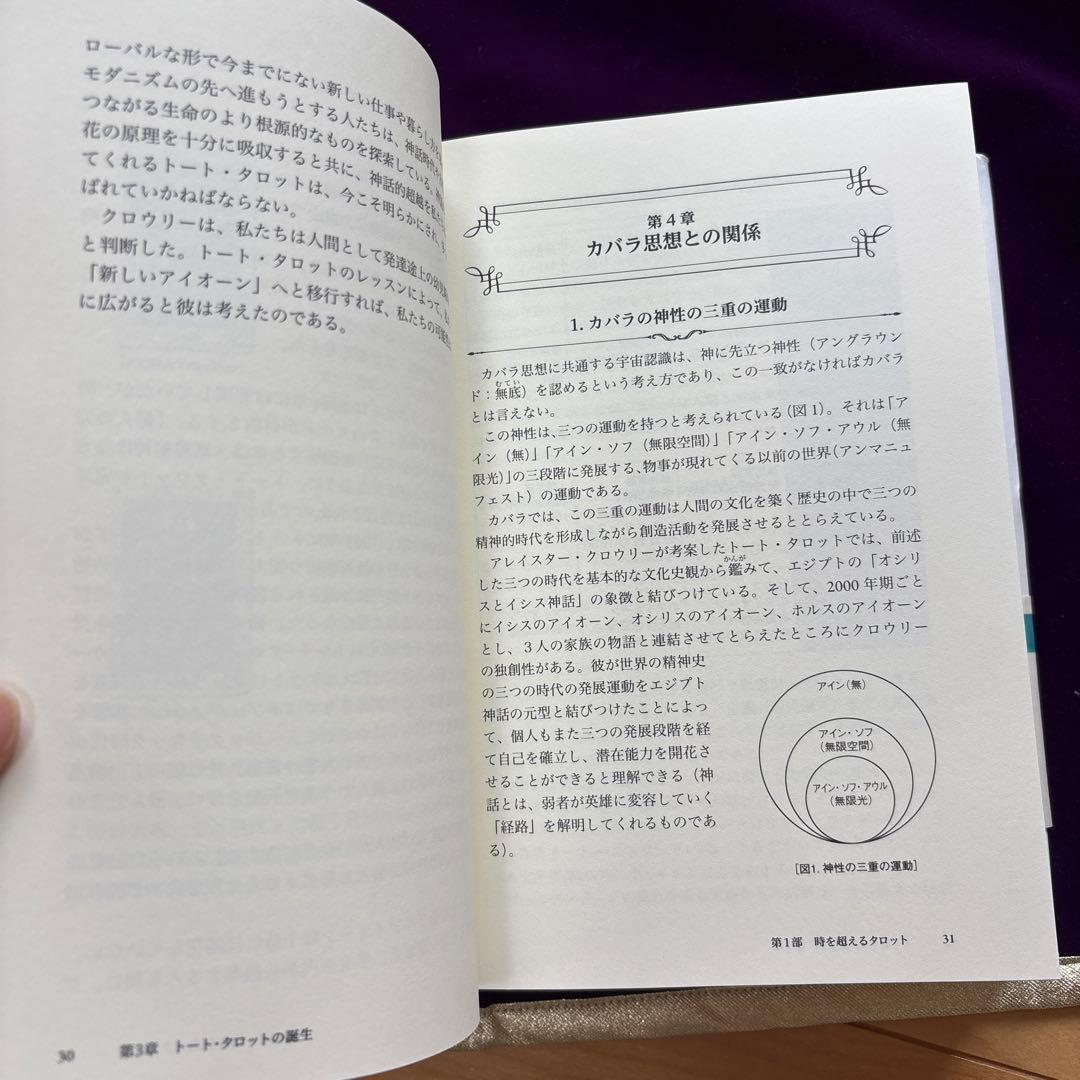 ローバルな形で今までにない新しい仕事や暮らし方
モダニズムの先へ進もうとする人たちは、神話時代
つながる生命のより根源的なものを探索している。
花の原理を十分に吸収すると共に、神話的超越を私た
てくれるトート・タロットは、今こそ明らかにされ、
ばれていかねばならない。
クロウリーは、私たちは人間として発達途上の幼児
と判断した。トート・タロットのレッスンによって、
「新しいアイオーン」へと移行すれば、私たちの可能性
に広がると彼は考えたのである。
30 第3章 トート・タロットの誕生
第4章
カバラ思想との関係
1. カバラの神性の三重の運動
カバラ思想に共通する宇宙認識は、神に先立つ神性（アングラウン
むてい
ド：無底）を認めるという考え方であり、この一致がなければカバラ
とは言えない。
この神性は、三つの運動を持つと考えられている（図1）。それは「ア
イン（無）」「アイン・ソフ（無限空間）」「アイン・ソフ・アウル（無
限光）」の三段階に発展する、物事が現れてくる以前の世界（アンマニュ
フェスト）の運動である。
カバラでは、この三重の運動は人間の文化を築く歴史の中で三つの
精神的時代を形成しながら創造活動を発展させるととらえている。
アレイスター・クロウリーが考案したトート・タロットでは、前述
かんが
した三つの時代を基本的な文化史観から鑑みて、エジプトの「オシリ
スとイシス神話」の象徴と結びつけている。そして、2000年期ごと
にイシスのアイオーン、オシリスのアイオーン、ホルスのアイオーン
とし、3人の家族の物語と連結させてとらえたところにクロウリー
の独創性がある。彼が世界の精神史
の三つの時代の発展運動をエジプト
神話の元型と結びつけたことによっ
て、個人もまた三つの発展段階を経
て自己を確立し、潜在能力を開花さ
せることができると理解できる（神
話とは、弱者が英雄に変容していく
「経路」を解明してくれるものであ
る）。
アイン（無）
アイン・ソフ
（無限空間）
アイン・ソフ・アウル
（無限光）
［図1. 神性の三重の運動］
第1部 時を超えるタロット 31